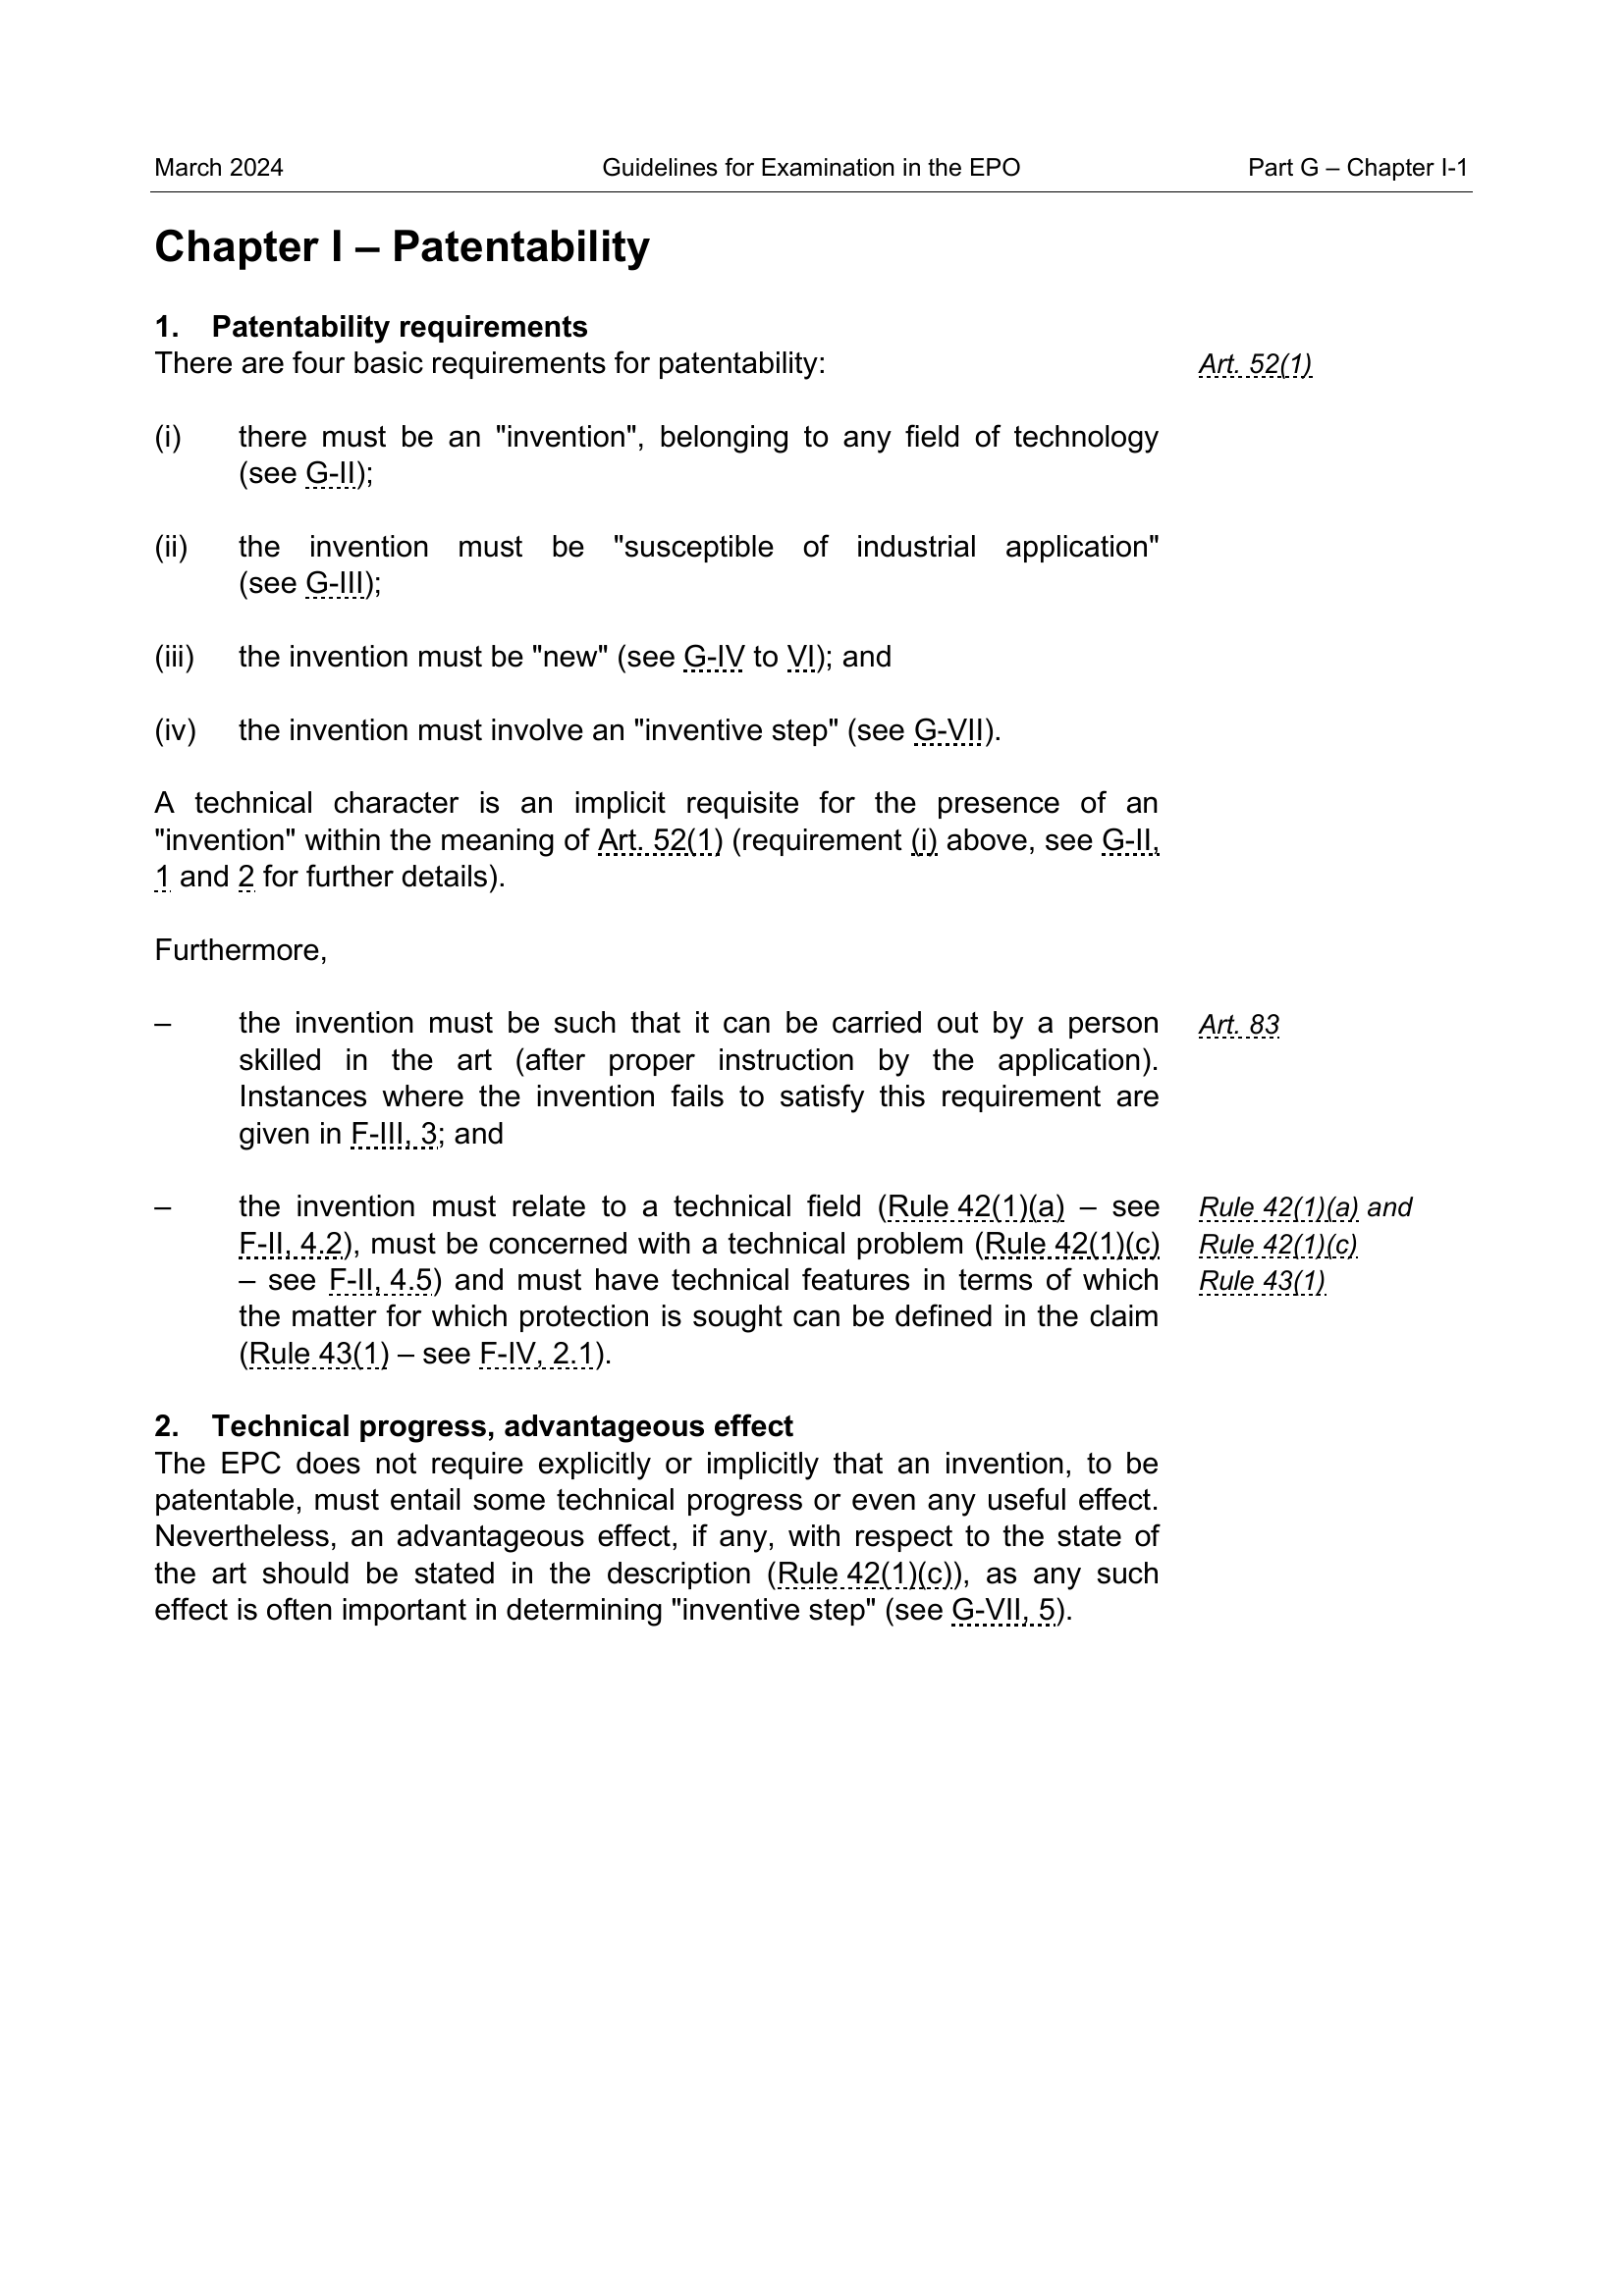 March 2024 Guidelines for Examination in the EPO Part G – Chapter I-1
Chapter I – Patentability
1. Patentability requirements
There are four basic requirements for patentability: Art. 52(1)
(i) there must be an "invention", belonging to any field of technology
(see G-II);
(ii) the invention must be "susceptible of industrial application"
(see G-III);
(iii) the invention must be "new" (see G-IV to VI); and
(iv) the invention must involve an "inventive step" (see G-VII).
A technical character is an implicit requisite for the presence of an
"invention" within the meaning of Art. 52(1) (requirement (i) above, see G-II,
1 and 2 for further details).
Furthermore,
– the invention must be such that it can be carried out by a person Art. 83
skilled in the art (after proper instruction by the application).
Instances where the invention fails to satisfy this requirement are
given in F-III, 3; and
– the invention must relate to a technical field (Rule 42(1)(a) – see Rule 42(1)(a) and
F-II, 4.2), must be concerned with a technical problem (Rule 42(1)(c) Rule 42(1)(c)
– see F-II, 4.5) and must have technical features in terms of which Rule 43(1)
the matter for which protection is sought can be defined in the claim
(Rule 43(1) – see F-IV, 2.1).
2. Technical progress, advantageous effect
The EPC does not require explicitly or implicitly that an invention, to be
patentable, must entail some technical progress or even any useful effect.
Nevertheless, an advantageous effect, if any, with respect to the state of
the art should be stated in the description (Rule 42(1)(c)), as any such
effect is often important in determining "inventive step" (see G-VII, 5).